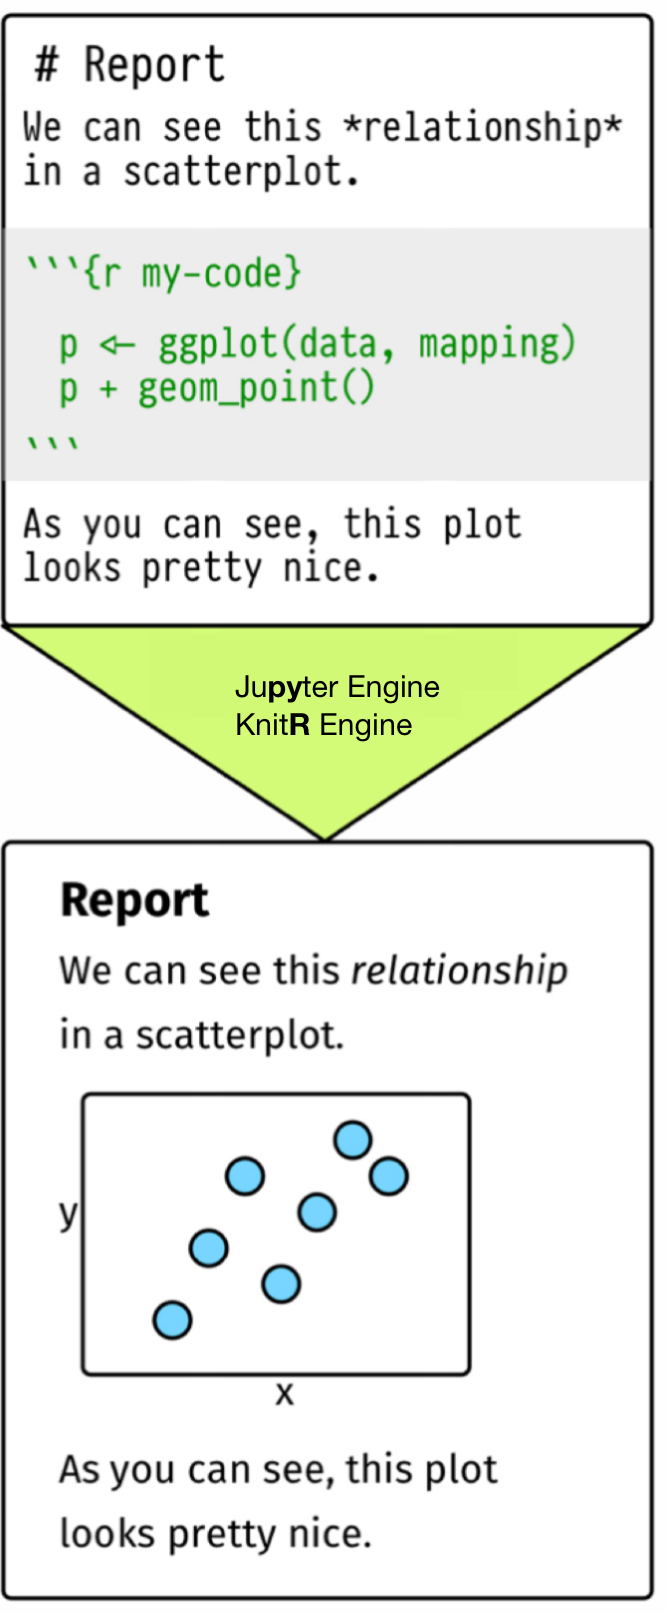 # Report
We can see this *relationship*
in a scatterplot.
```{r my-code}
p <- ggplot(data, mapping)
p + geom_point()
```
As you can see, this plot
looks pretty nice.
Jupyter Engine
KnitR Engine
Report
We can see this relationship
in a scatterplot.
y
x
As you can see, this plot
looks pretty nice.